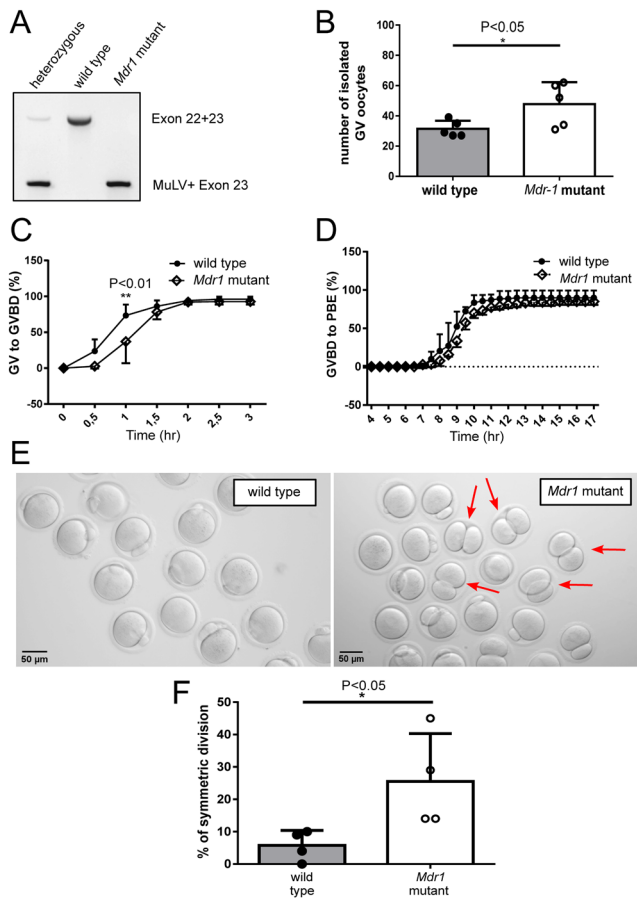 A
heterozygous
wild type
Mdr1 mutant
Exon 22+23
MuLV+ Exon 23
B
P<0.05
*
number of isolated
GV oocytes
100
80
60
40
20
0
wild type
Mdr-1 mutant
C
wild type
Mdr1 mutant
P<0.01
**
GV to GVBD (%)
150
100
50
0
-50
0
0,5
1
1,5
2
2,5
3
Time (hr)
D
wild type
Mdr1 mutant
GVBD to PBE (%)
150
100
50
0
-50
4
5
6
7
8
9
10
11
12
13
14
15
16
17
Time (hr)
E
wild type
50 µm
Mdr1 mutant
50 µm
F
P<0.05
*
% of symmetric division
50
40
30
20
10
0
wild
type
Mdr1
mutant